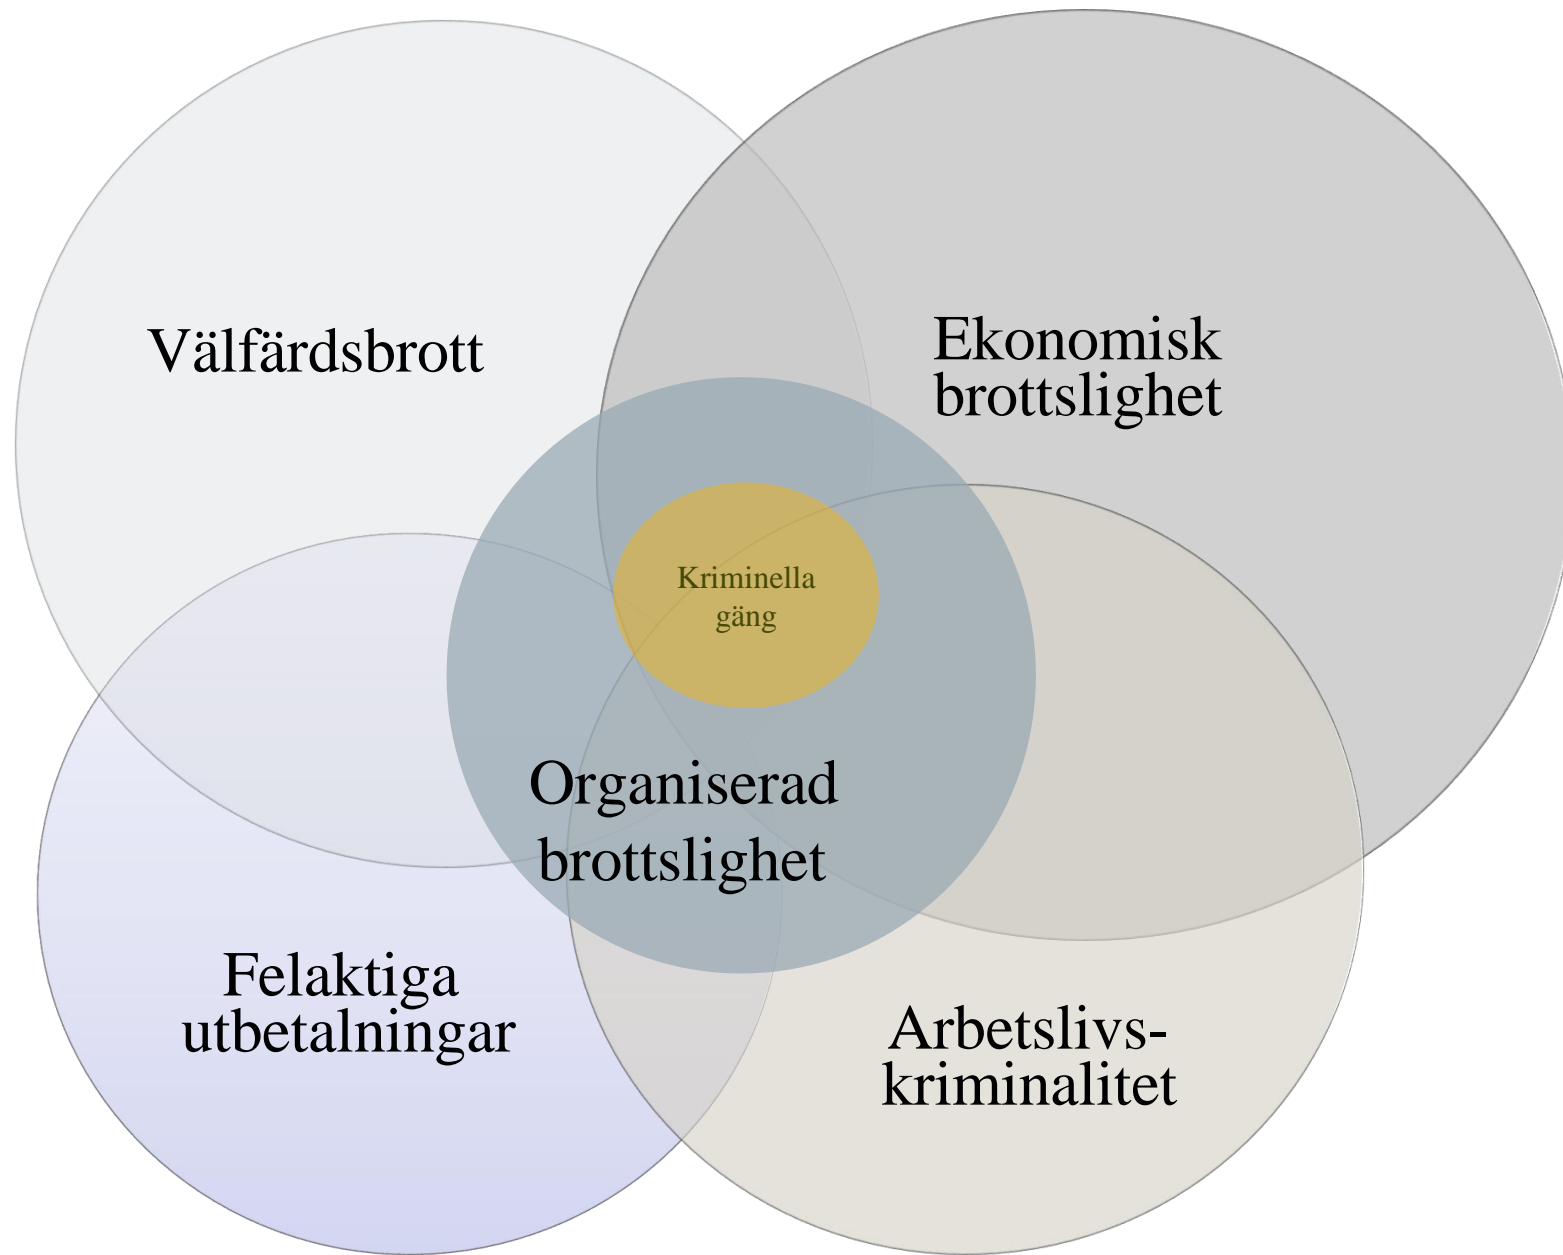 Välfärdsbrott
Ekonomisk
brottslighet
Kriminella
gäng
Organiserad
brottslighet
Felaktiga
utbetalningar
Arbetslivs-
kriminalitet